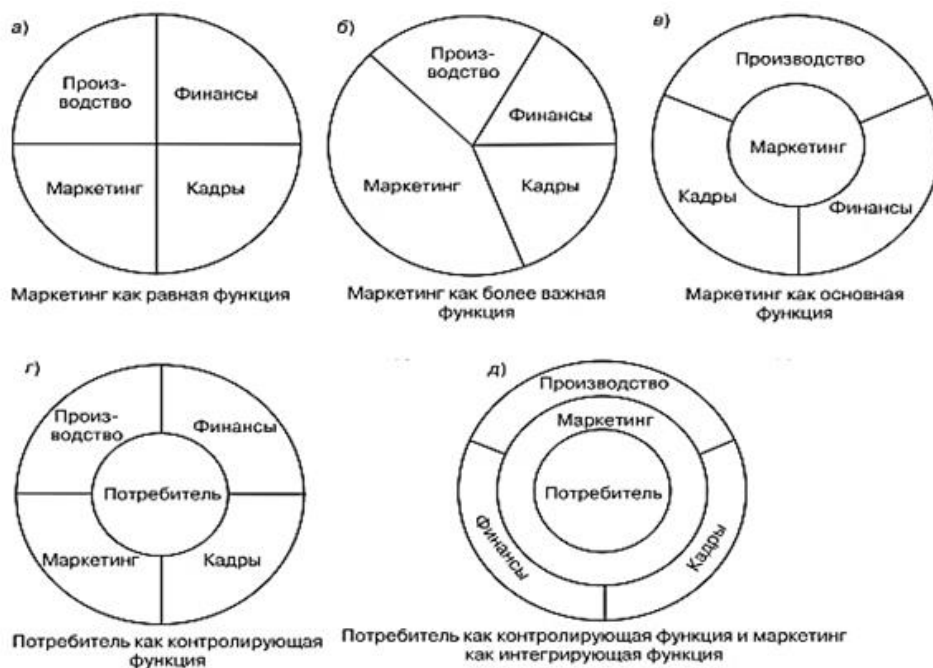 а)
Произ-
водство
Финансы
Маркетинг
Кадры
Маркетинг как равная функция
б)
Произ-
водство
Финансы
Маркетинг
Кадры
Маркетинг как более важная
функция
в)
Производство
Маркетинг
Кадры
Финансы
Маркетинг как основная
функция
г)
Произ-
водство
Финансы
Потребитель
Маркетинг
Кадры
Потребитель как контролирующая
функция
д)
Производство
Маркетинг
Потребитель
Финансы
Кадры
Потребитель как контролирующая функция и маркетинг
как интегрирующая функция